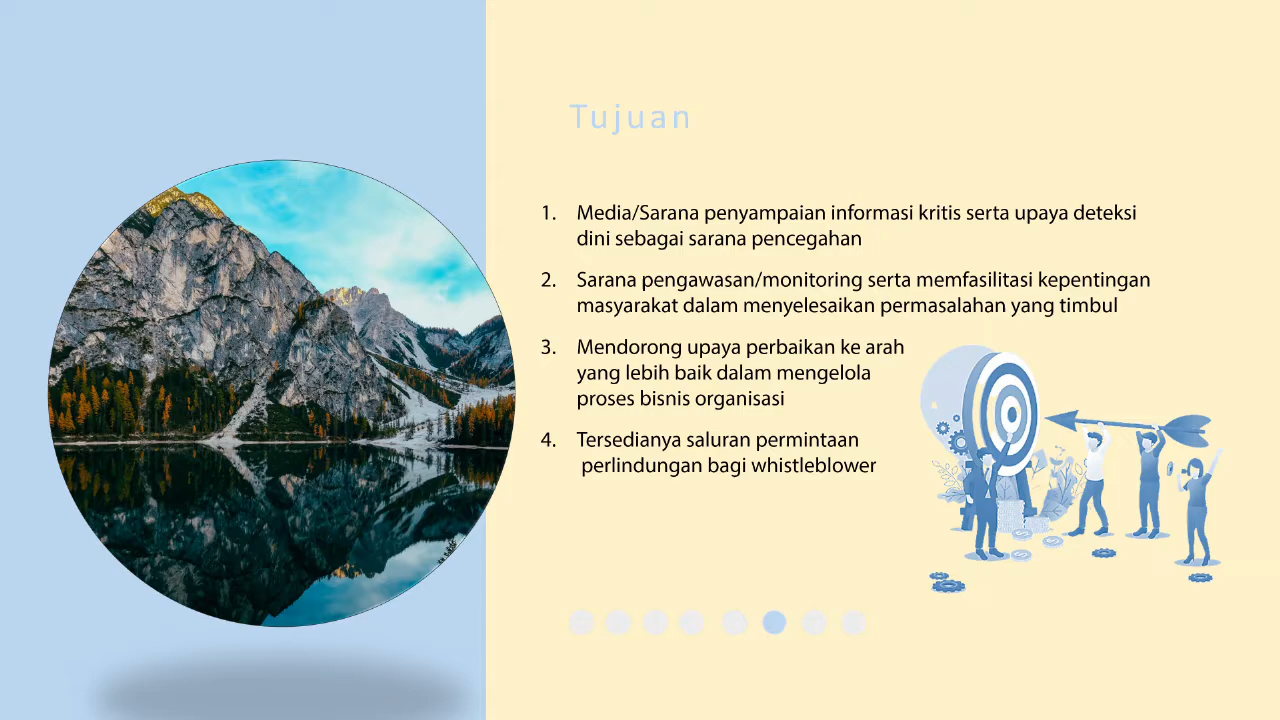 Tujuan
1. Media/Sarana penyampaian informasi kritis serta upaya deteksi
dini sebagai sarana pencegahan
2. Sarana pengawasan/monitoring serta memfasilitasi kepentingan
masyarakat dalam menyelesaikan permasalahan yang timbul
3. Mendorong upaya perbaikan ke arah
yang lebih baik dalam mengelola
proses bisnis organisasi
4. Tersedianya saluran permintaan
perlindungan bagi whistleblower